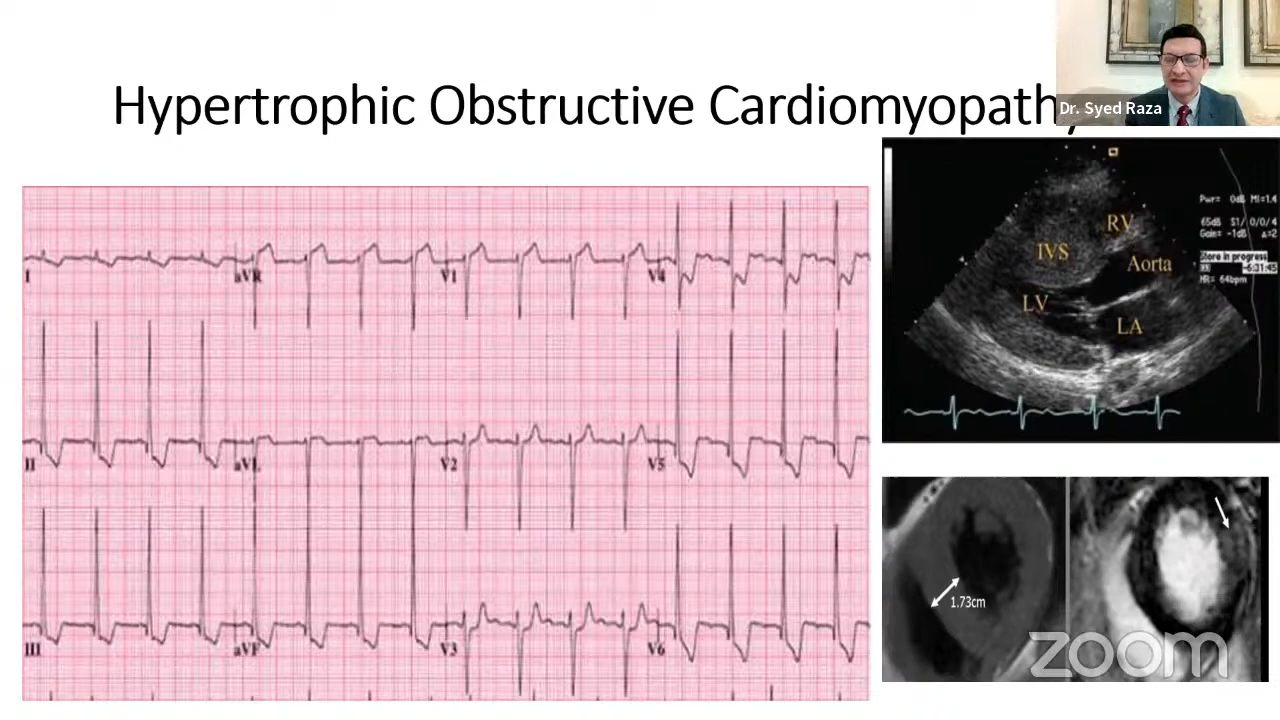 Hypertrophic Obstructive Cardiomyopathy
Dr. Syed Raza
I
aVR
V1
V4
II
aVL
V2
V5
III
aVF
V3
V6
RV
IVS
Aorta
LV
LA
Pwr= 0dB MI=1.4
65dB S1/ 0/0/4
Gain= -1dB Δ=2
Store in progress
HR= 64bpm
1.73cm
zoom